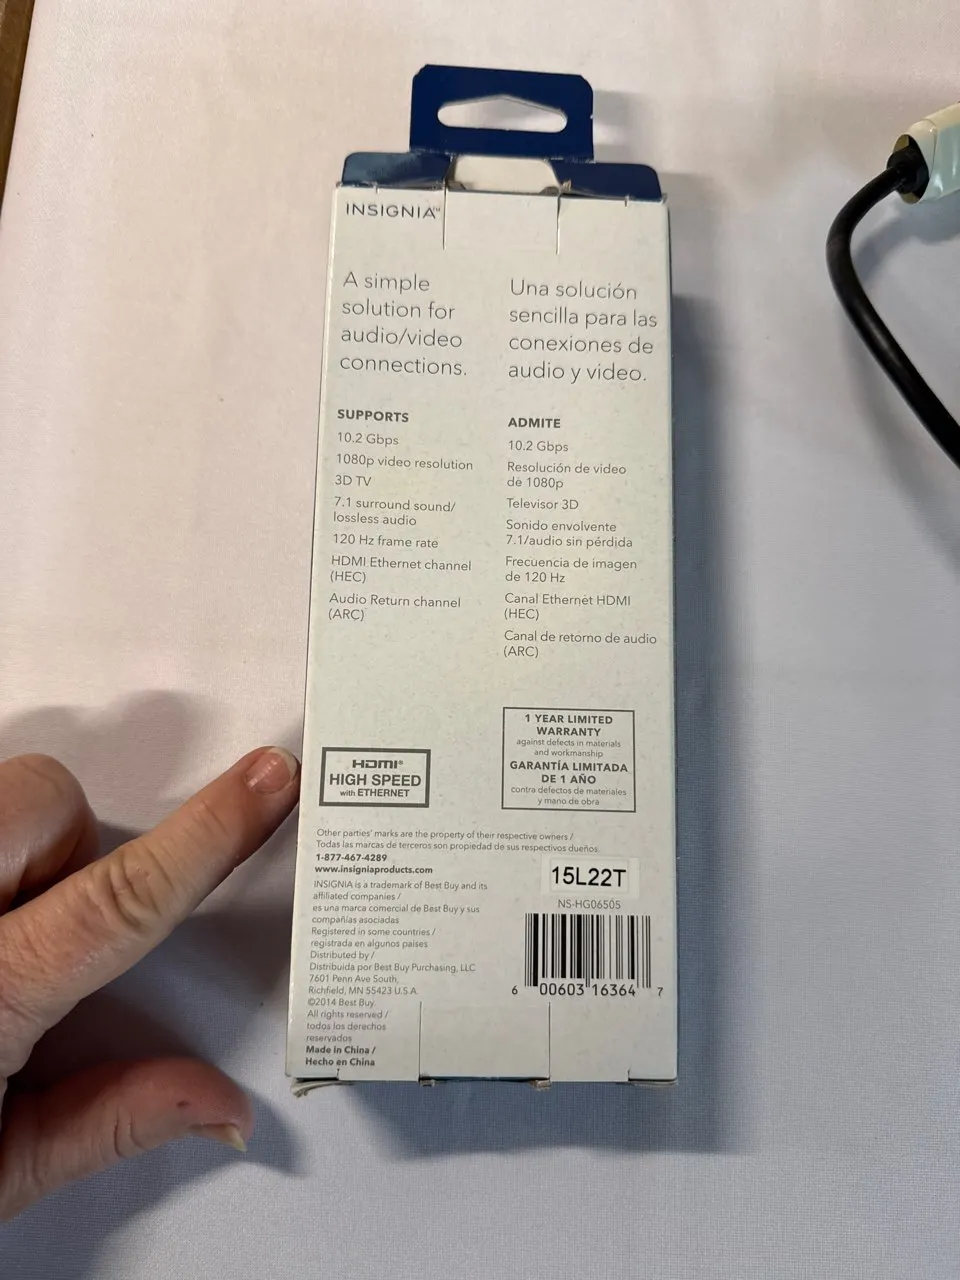 INSIGNIA™
A simple
solution for
audio/video
connections.
Una solución
sencilla para las
conexiones de
audio y video.
SUPPORTS
10.2 Gbps
1080p video resolution
3D TV
7.1 surround sound/
lossless audio
120 Hz frame rate
HDMI Ethernet channel
(HEC)
Audio Return channel
(ARC)
ADMITE
10.2 Gbps
Resolución de video
de 1080p
Televisor 3D
Sonido envolvente
7.1/audio sin pérdida
Frecuencia de imagen
de 120 Hz
Canal Ethernet HDMI
(HEC)
Canal de retorno de audio
(ARC)
HDMI®
HIGH SPEED
with ETHERNET
1 YEAR LIMITED
WARRANTY
against defects in materials
and workmanship
GARANTÍA LIMITADA
DE 1 AÑO
contra defectos de materiales
y mano de obra
Other parties' marks are the property of their respective owners /
Todas las marcas de terceros son propiedad de sus respectivos dueños.
1-877-467-4289
www.insigniaproducts.com
INSIGNIA is a trademark of Best Buy and its
affiliated companies /
es una marca comercial de Best Buy y sus
compañías asociadas
Registered in some countries /
registrada en algunos países
Distributed by /
Distribuida por Best Buy Purchasing, LLC
7601 Penn Ave South,
Richfield, MN 55423 U.S.A.
©2014 Best Buy.
All rights reserved /
todos los derechos
reservados
Made in China /
Hecho en China
15L22T
NS-HG06505
6 00603 16364 7